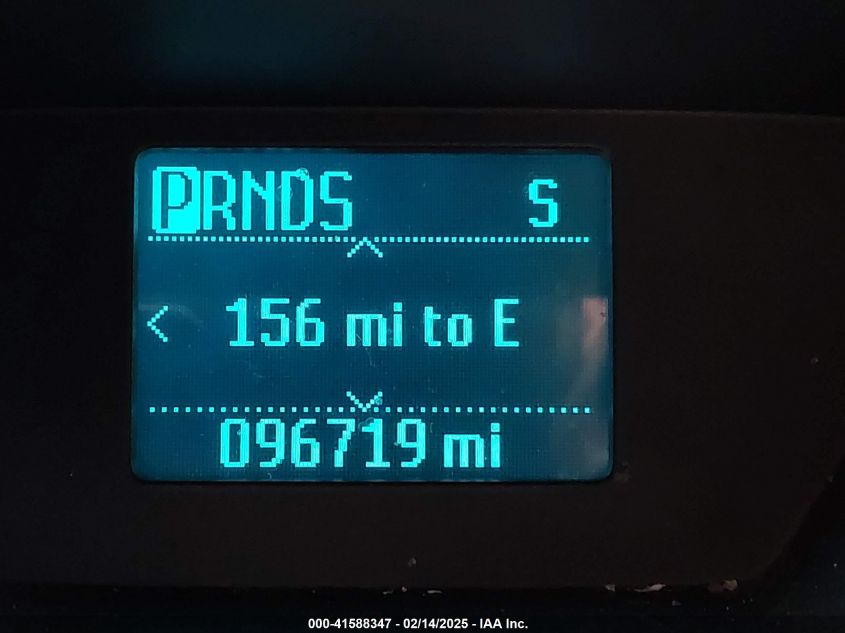 PRNDS S
156 mi to E
096719 mi
000-41588347 - 02/14/2025 - IAA Inc.